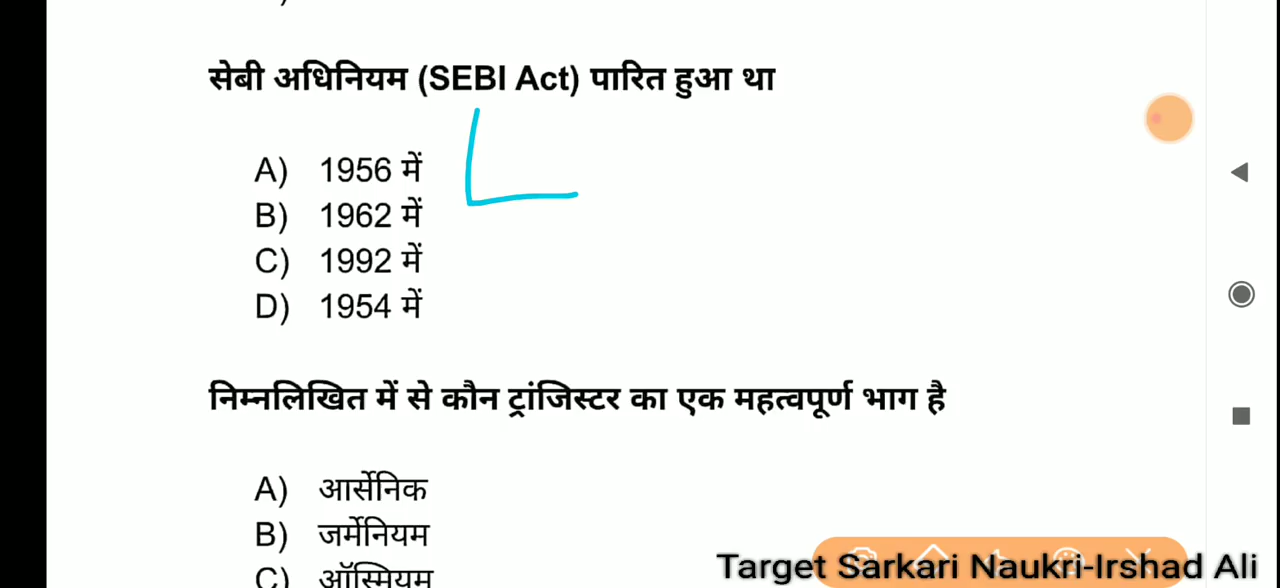 सेबी अधिनियम (SEBI Act) पारित हुआ था
A) 1956 में
B) 1962 में
C) 1992 में
D) 1954 में
निम्नलिखित में से कौन ट्रांजिस्टर का एक महत्वपूर्ण भाग है
A) आर्सेनिक
B) जर्मेनियम
C) ऑस्मियम
Target Sarkari Naukri-Irshad Ali